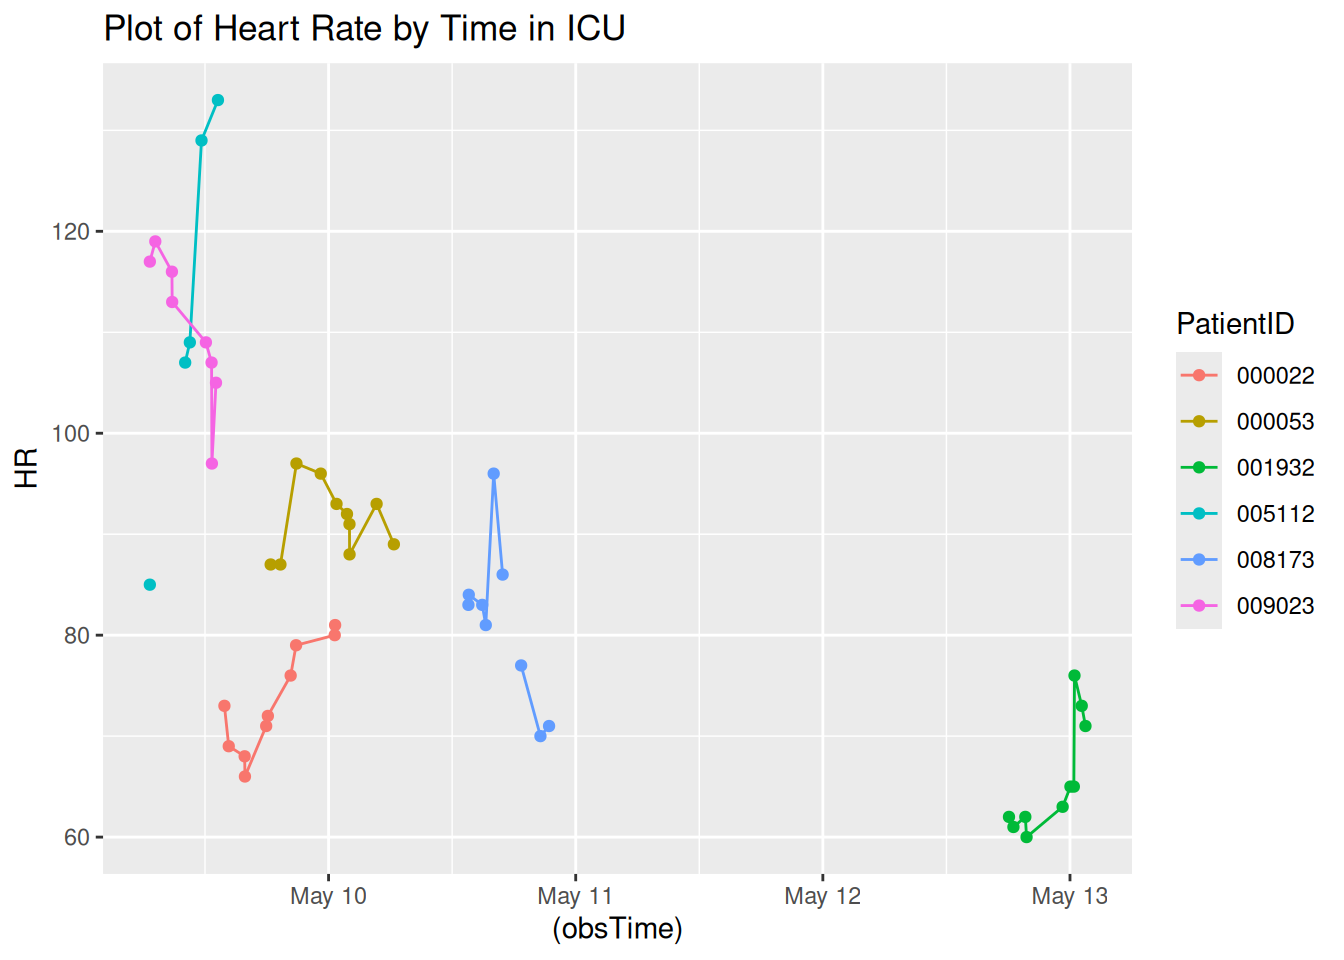 Plot of Heart Rate by Time in ICU
120
100
80
60
HR
May 10
May 11
May 12
May 13
(obsTime)
PatientID
000022
000053
001932
005112
008173
009023